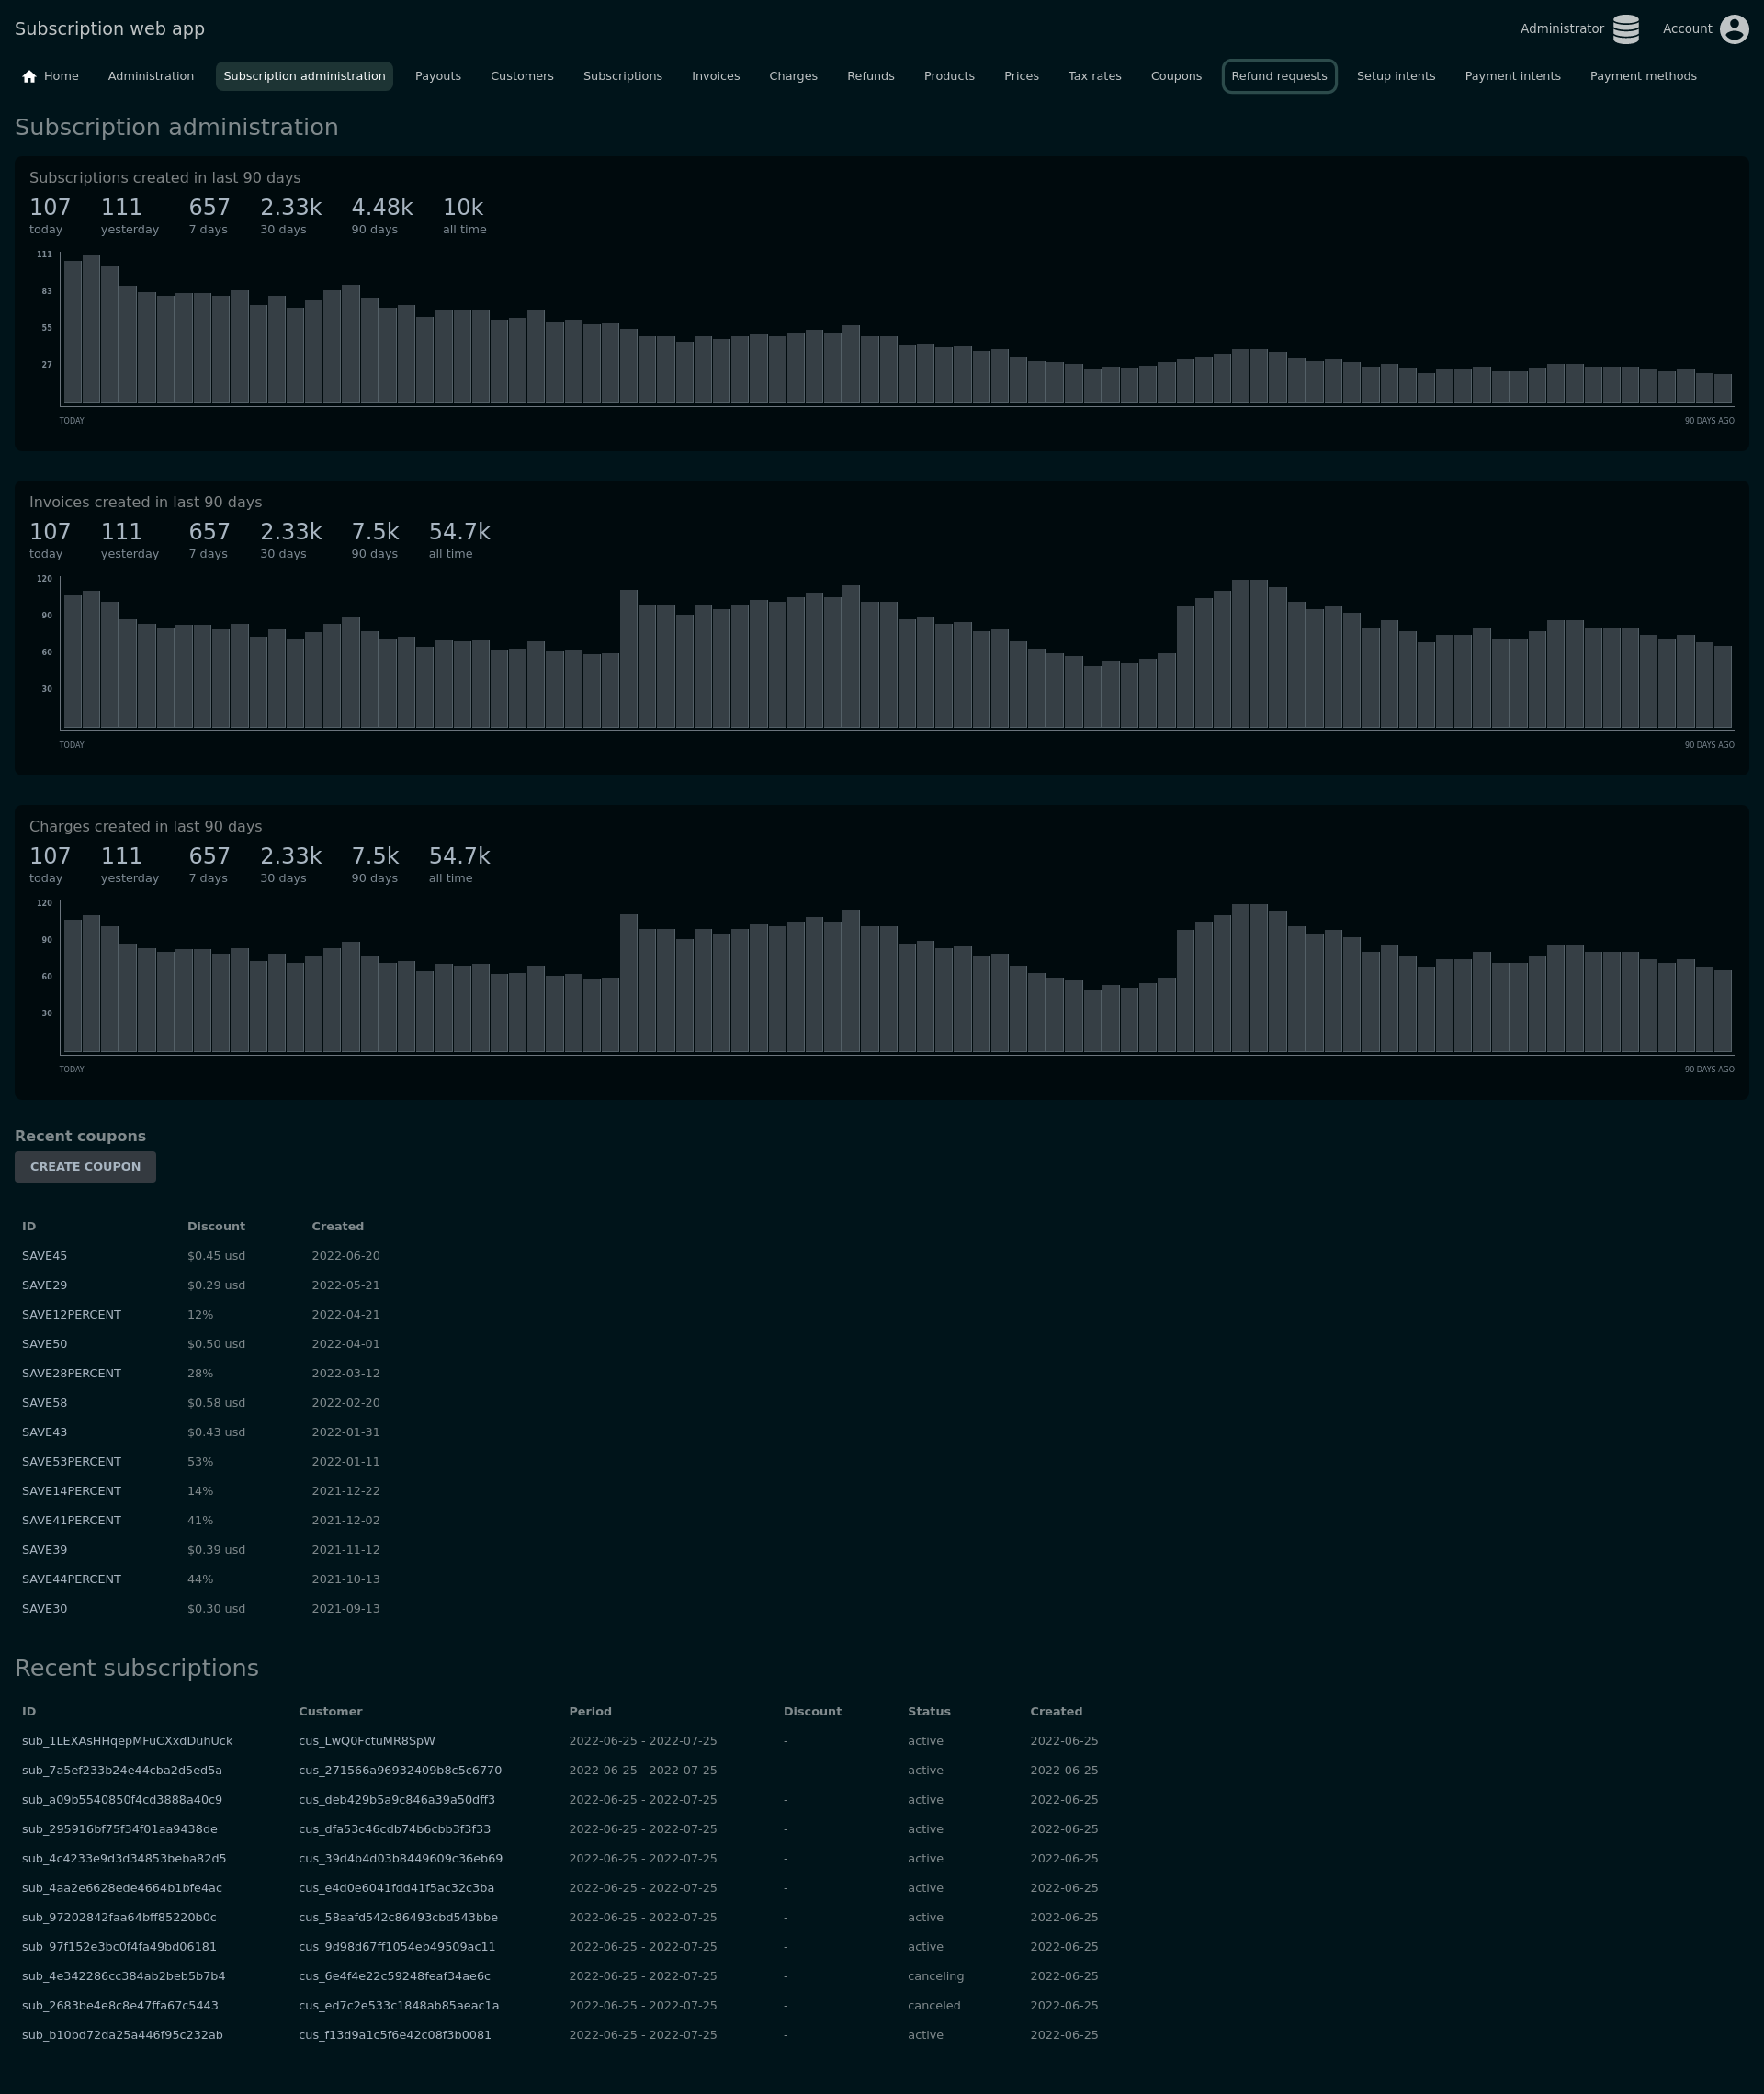 Subscription web app
Administrator
Account
Home Administration Subscription administration Payouts Customers Subscriptions Invoices Charges Refunds Products Prices Tax rates Coupons Refund requests Setup intents Payment intents Payment methods
Subscription administration
Subscriptions created in last 90 days
107 111 657 2.33k 4.48k 10k
today yesterday 7 days 30 days 90 days all time
111
83
55
27
TODAY 90 DAYS AGO
Invoices created in last 90 days
107 111 657 2.33k 7.5k 54.7k
today yesterday 7 days 30 days 90 days all time
120
90
60
30
TODAY 90 DAYS AGO
Charges created in last 90 days
107 111 657 2.33k 7.5k 54.7k
today yesterday 7 days 30 days 90 days all time
120
90
60
30
TODAY 90 DAYS AGO
Recent coupons
CREATE COUPON
ID Discount Created
SAVE45 $0.45 usd 2022-06-20
SAVE29 $0.29 usd 2022-05-21
SAVE12PERCENT 12% 2022-04-21
SAVE50 $0.50 usd 2022-04-01
SAVE28PERCENT 28% 2022-03-12
SAVE58 $0.58 usd 2022-02-20
SAVE43 $0.43 usd 2022-01-31
SAVE53PERCENT 53% 2022-01-11
SAVE14PERCENT 14% 2021-12-22
SAVE41PERCENT 41% 2021-12-02
SAVE39 $0.39 usd 2021-11-12
SAVE44PERCENT 44% 2021-10-13
SAVE30 $0.30 usd 2021-09-13
Recent subscriptions
ID Customer Period Discount Status Created
sub_1LEXAsHHqepMFuCXxdDuhUck cus_LwQ0FctuMR8SpW 2022-06-25 - 2022-07-25 - active 2022-06-25
sub_7a5ef233b24e44cba2d5ed5a cus_271566a96932409b8c5c6770 2022-06-25 - 2022-07-25 - active 2022-06-25
sub_a09b5540850f4cd3888a40c9 cus_deb429b5a9c846a39a50dff3 2022-06-25 - 2022-07-25 - active 2022-06-25
sub_295916bf75f34f01aa9438de cus_dfa53c46cdb74b6cbb3f3f33 2022-06-25 - 2022-07-25 - active 2022-06-25
sub_4c4233e9d3d34853beba82d5 cus_39d4b4d03b8449609c36eb69 2022-06-25 - 2022-07-25 - active 2022-06-25
sub_4aa2e6628ede4664b1bfe4ac cus_e4d0e6041fdd41f5ac32c3ba 2022-06-25 - 2022-07-25 - active 2022-06-25
sub_97202842faa64bff85220b0c cus_58aafd542c86493cbd543bbe 2022-06-25 - 2022-07-25 - active 2022-06-25
sub_97f152e3bc0f4fa49bd06181 cus_9d98d67ff1054eb49509ac11 2022-06-25 - 2022-07-25 - active 2022-06-25
sub_4e342286cc384ab2beb5b7b4 cus_6e4f4e22c59248feaf34ae6c 2022-06-25 - 2022-07-25 - canceling 2022-06-25
sub_2683be4e8c8e47ffa67c5443 cus_ed7c2e533c1848ab85aeac1a 2022-06-25 - 2022-07-25 - canceled 2022-06-25
sub_b10bd72da25a446f95c232ab cus_f13d9a1c5f6e42c08f3b0081 2022-06-25 - 2022-07-25 - active 2022-06-25